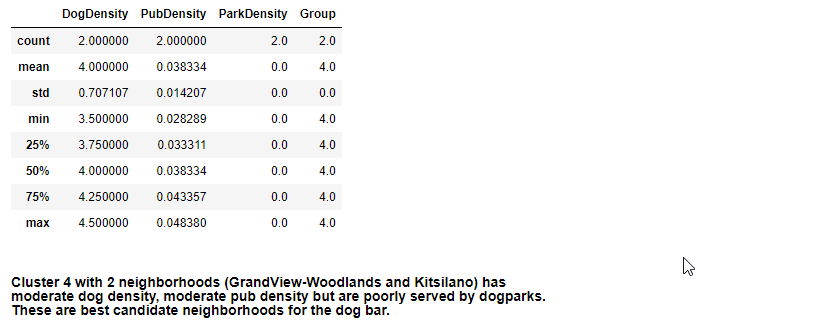 DogDensity PubDensity ParkDensity Group
count 2.000000 2.000000 2.0 2.0
mean 4.000000 0.038334 0.0 4.0
std 0.707107 0.014207 0.0 0.0
min 3.500000 0.028289 0.0 4.0
25% 3.750000 0.033311 0.0 4.0
50% 4.000000 0.038334 0.0 4.0
75% 4.250000 0.043357 0.0 4.0
max 4.500000 0.048380 0.0 4.0
Cluster 4 with 2 neighborhoods (GrandView-Woodlands and Kitsilano) has
moderate dog density, moderate pub density but are poorly served by dogparks.
These are best candidate neighborhoods for the dog bar.